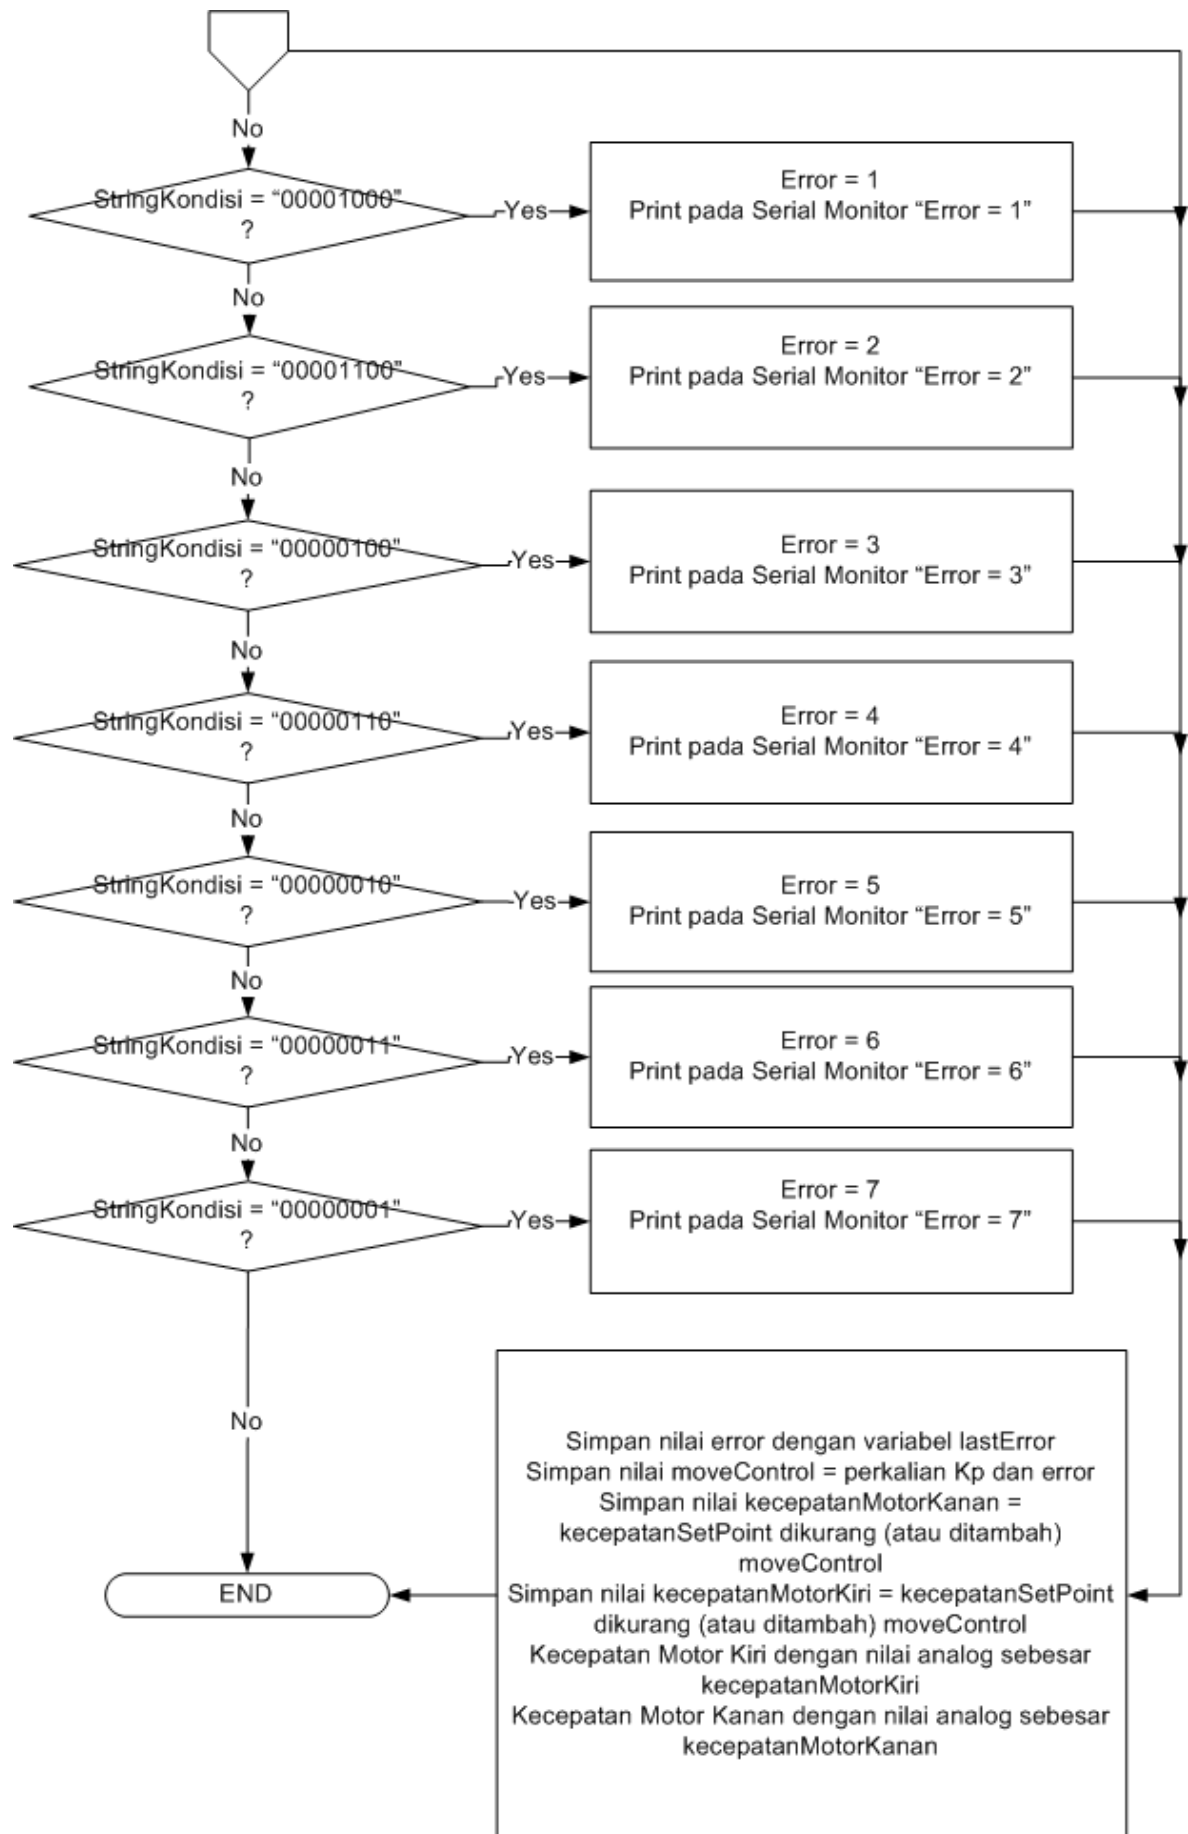 No
StringKondisi = “00001000”
?
Yes
Error = 1
Print pada Serial Monitor “Error = 1”
No
StringKondisi = “00001100”
?
Yes
Error = 2
Print pada Serial Monitor “Error = 2”
No
StringKondisi = “00000100”
?
Yes
Error = 3
Print pada Serial Monitor “Error = 3”
No
StringKondisi = “00000110”
?
Yes
Error = 4
Print pada Serial Monitor “Error = 4”
No
StringKondisi = “00000010”
?
Yes
Error = 5
Print pada Serial Monitor “Error = 5”
No
StringKondisi = “00000011”
?
Yes
Error = 6
Print pada Serial Monitor “Error = 6”
No
StringKondisi = “00000001”
?
Yes
Error = 7
Print pada Serial Monitor “Error = 7”
No
END
Simpan nilai error dengan variabel lastError
Simpan nilai moveControl = perkalian Kp dan error
Simpan nilai kecepatanMotorKanan =
kecepatanSetPoint dikurang (atau ditambah)
moveControl
Simpan nilai kecepatanMotorKiri = kecepatanSetPoint
dikurang (atau ditambah) moveControl
Kecepatan Motor Kiri dengan nilai analog sebesar
kecepatanMotorKiri
Kecepatan Motor Kanan dengan nilai analog sebesar
kecepatanMotorKanan